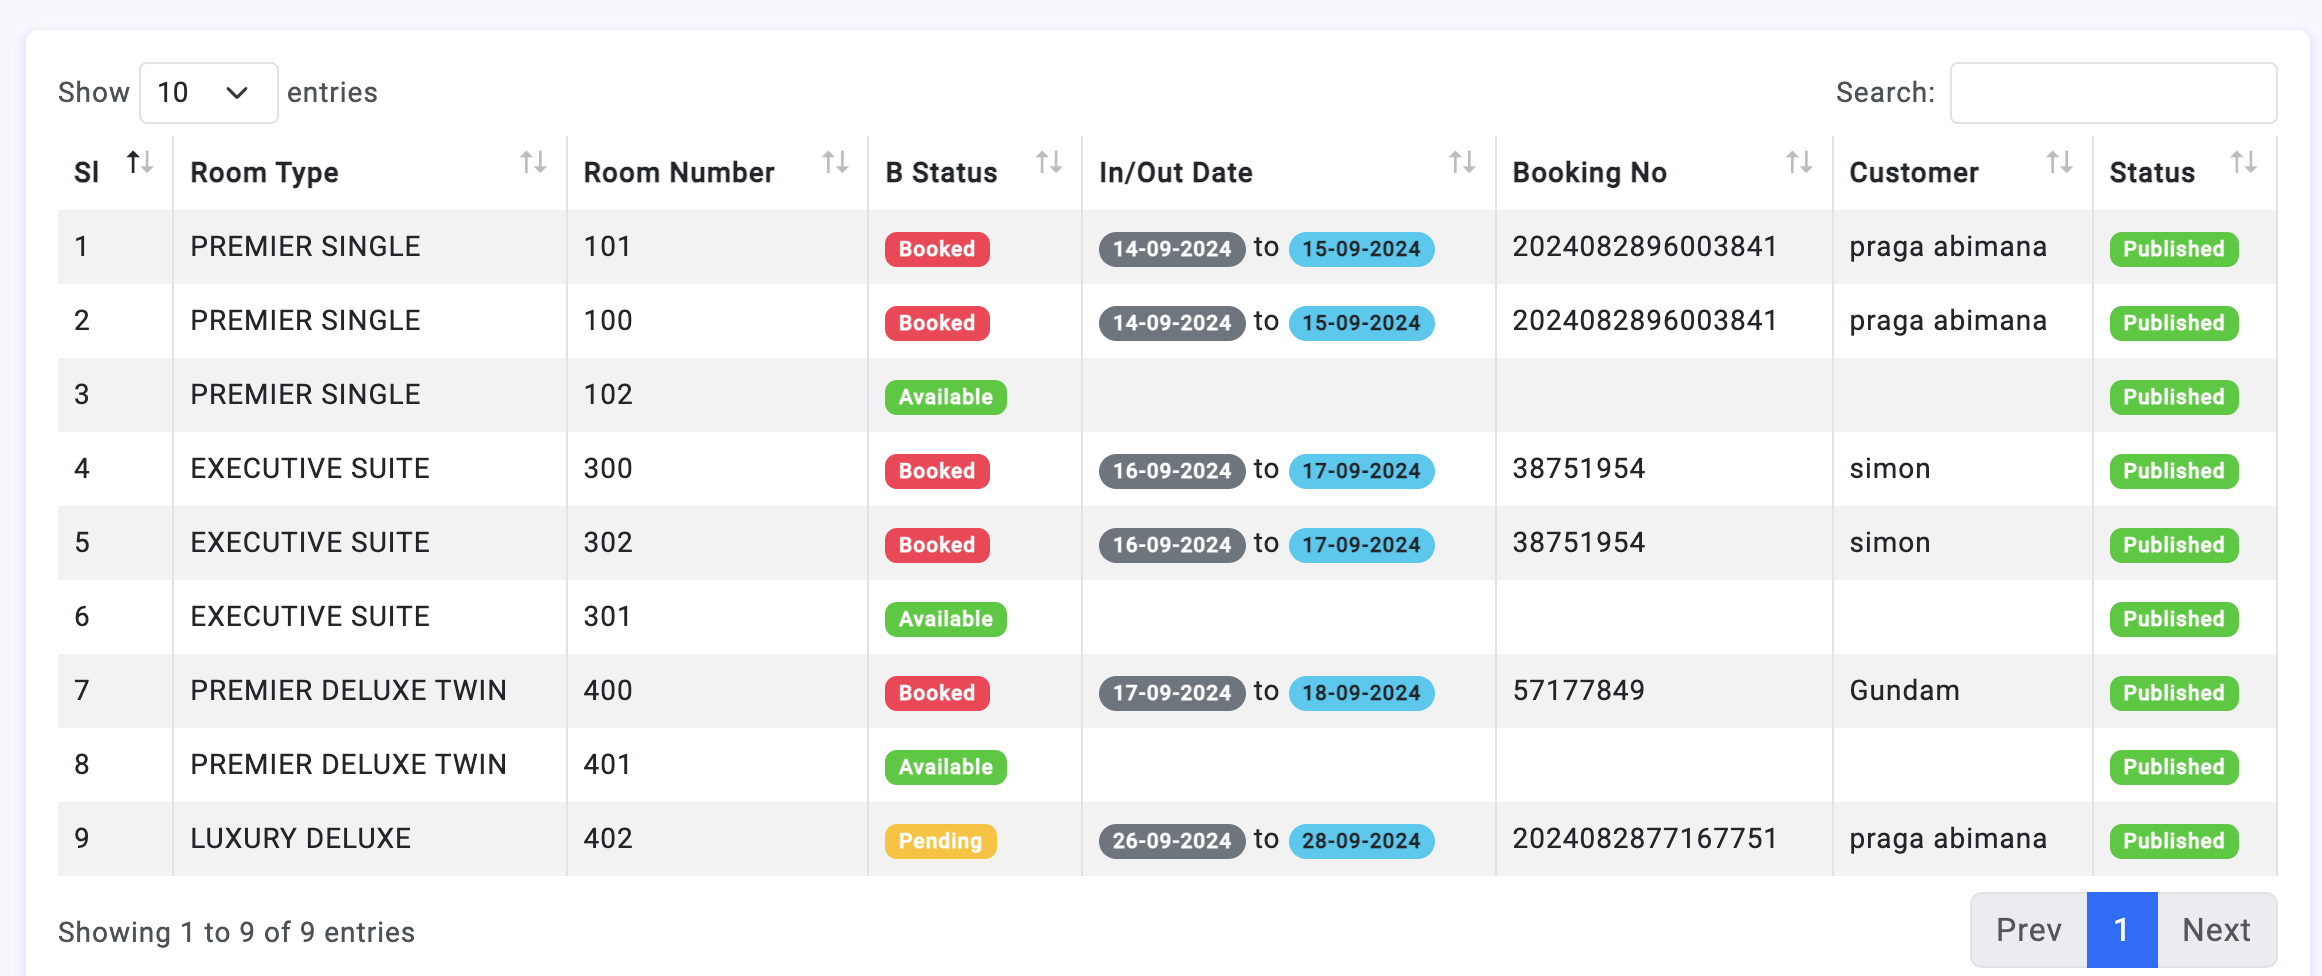 Show 10 entries Search:
Sl Room Type Room Number B Status In/Out Date Booking No Customer Status
1 PREMIER SINGLE 101 Booked 14-09-2024 to 15-09-2024 2024082896003841 praga abimana Published
2 PREMIER SINGLE 100 Booked 14-09-2024 to 15-09-2024 2024082896003841 praga abimana Published
3 PREMIER SINGLE 102 Available Published
4 EXECUTIVE SUITE 300 Booked 16-09-2024 to 17-09-2024 38751954 simon Published
5 EXECUTIVE SUITE 302 Booked 16-09-2024 to 17-09-2024 38751954 simon Published
6 EXECUTIVE SUITE 301 Available Published
7 PREMIER DELUXE TWIN 400 Booked 17-09-2024 to 18-09-2024 57177849 Gundam Published
8 PREMIER DELUXE TWIN 401 Available Published
9 LUXURY DELUXE 402 Pending 26-09-2024 to 28-09-2024 2024082877167751 praga abimana Published
Showing 1 to 9 of 9 entries Prev 1 Next